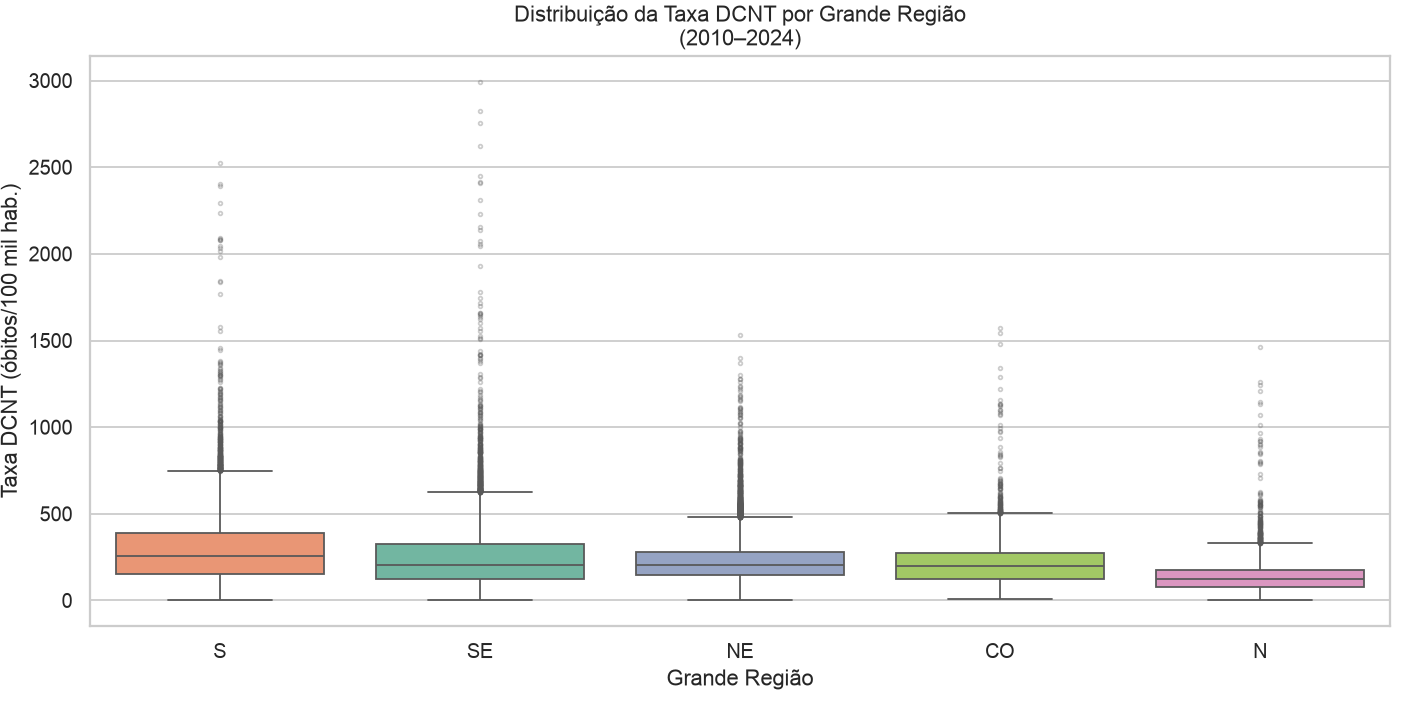 Distribuição da Taxa DCNT por Grande Região
(2010–2024)
Taxa DCNT (óbitos/100 mil hab.)
3000
2500
2000
1500
1000
500
0
S SE NE CO N
Grande Região